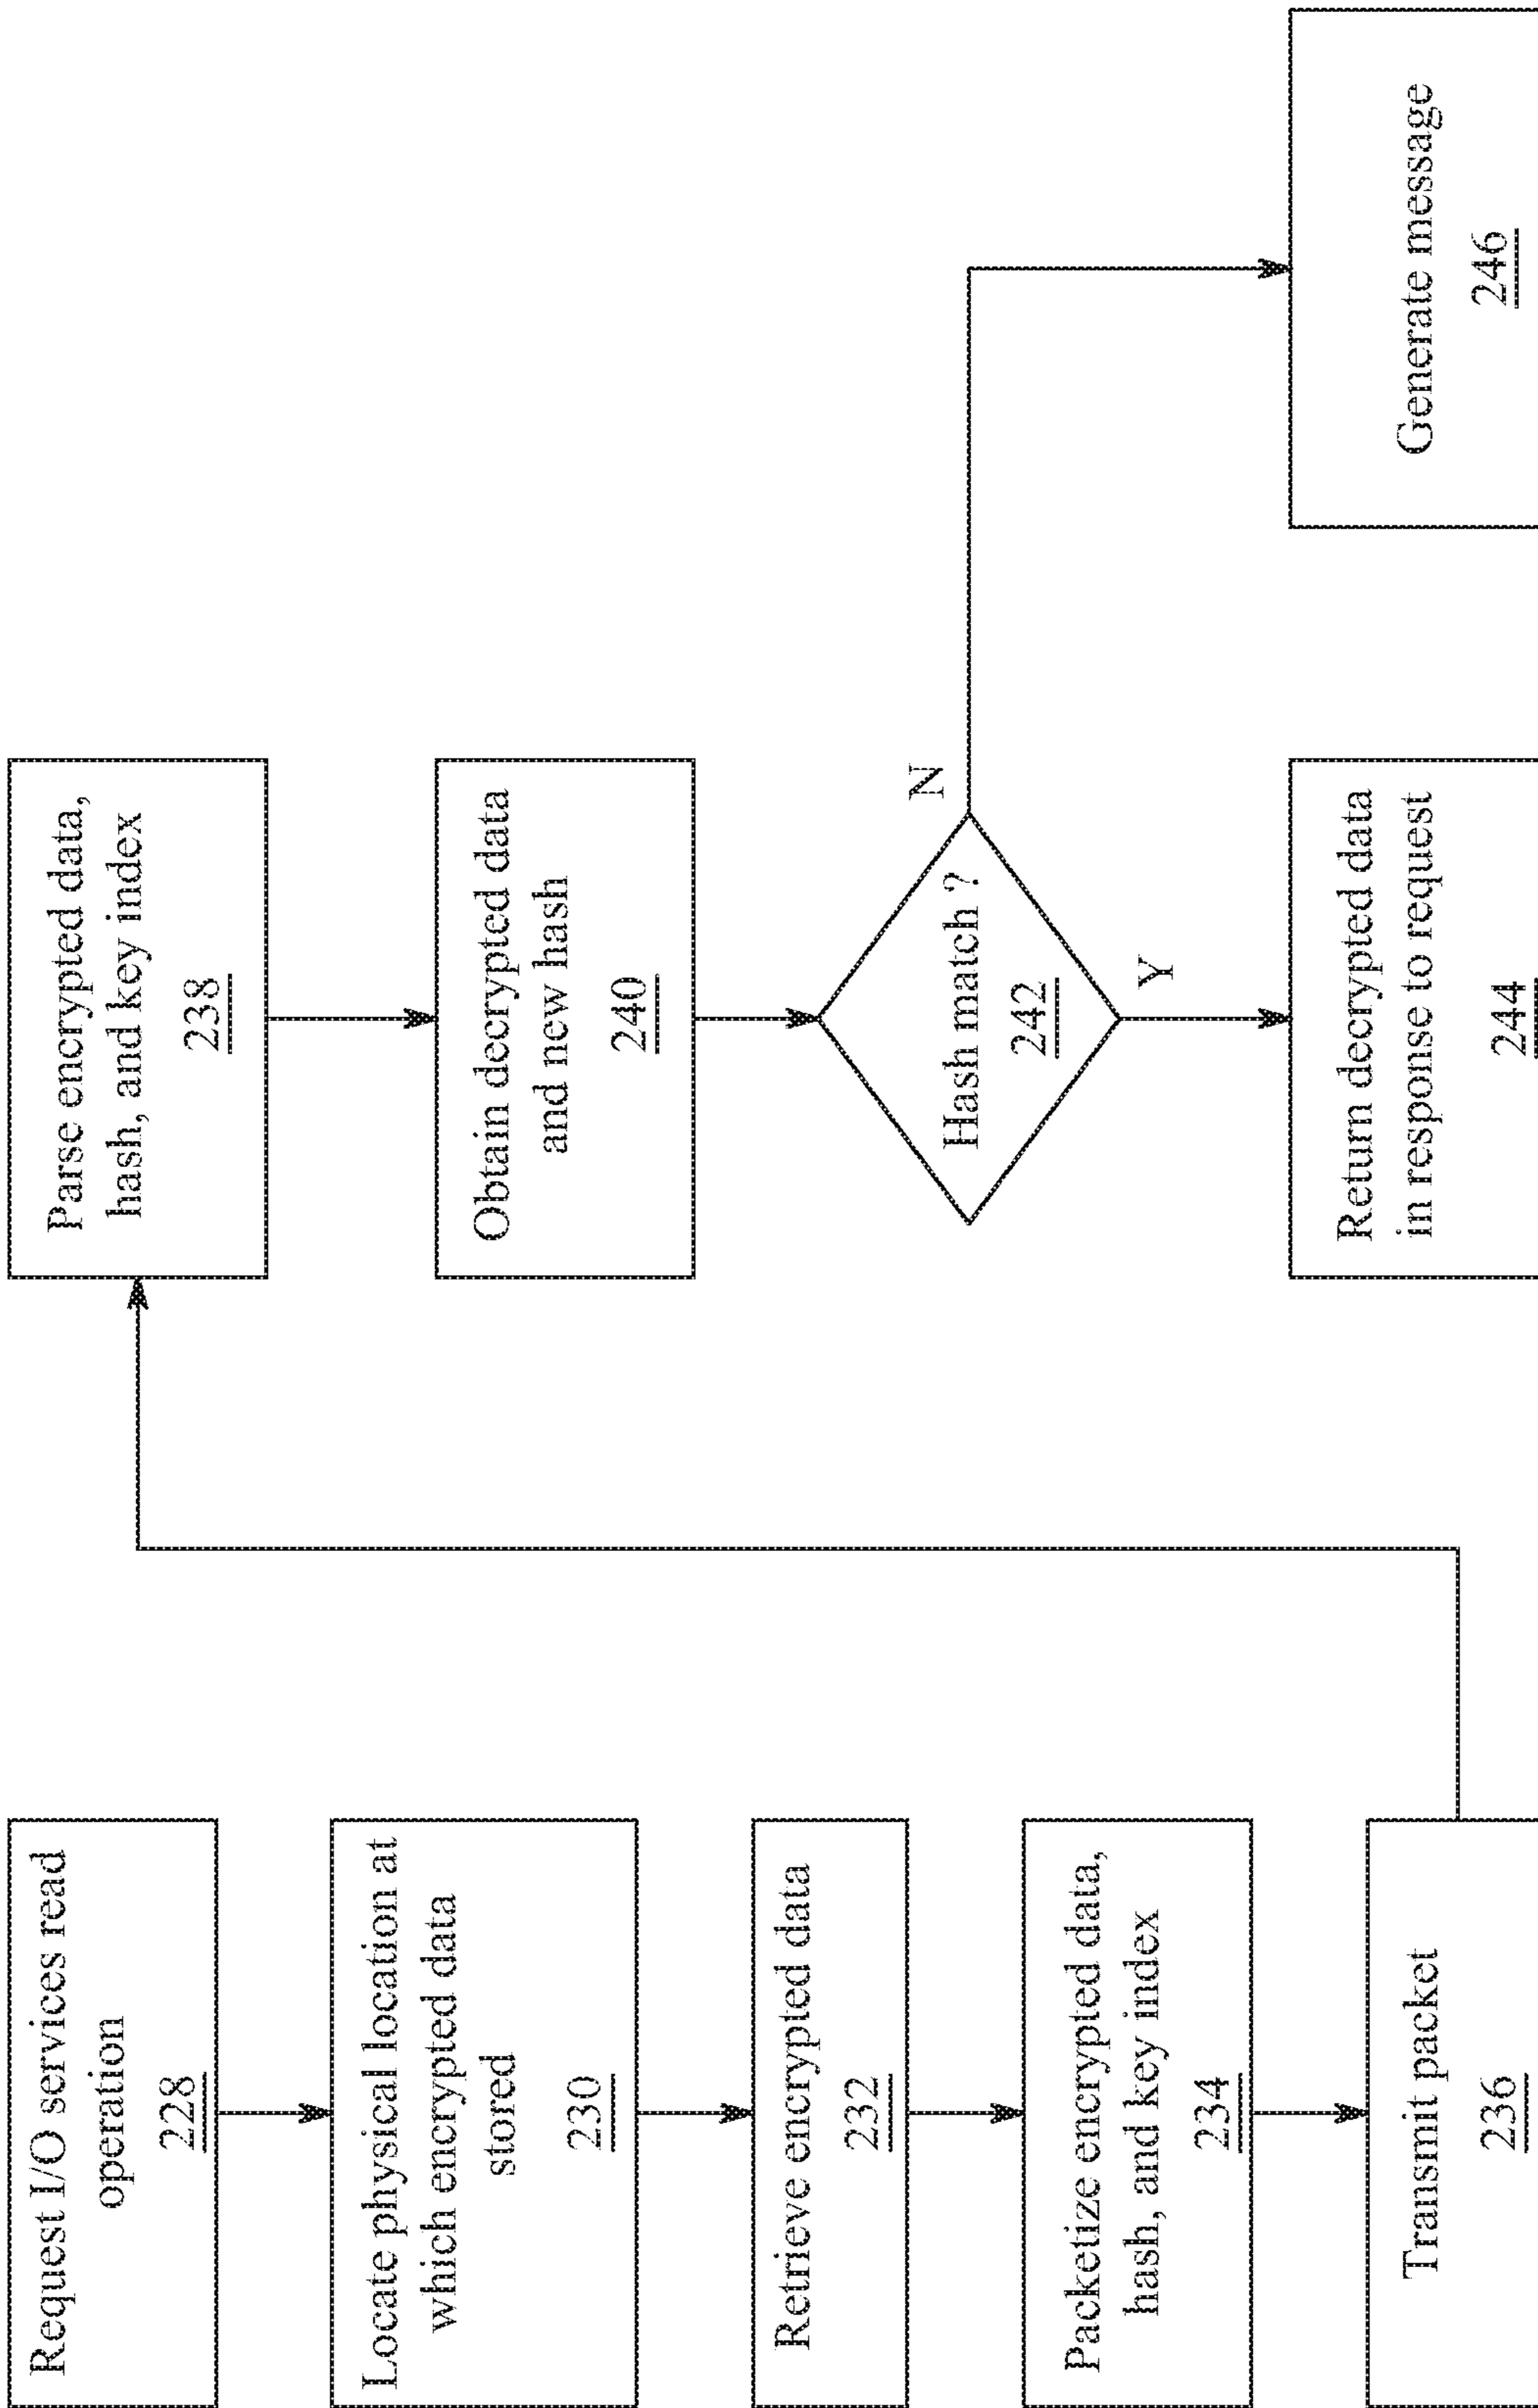 Request I/O services read
operation
228
Locate physical location at
which encrypted data
stored
230
Retrieve encrypted data
232
Packetize encrypted data,
hash, and key index
234
Transmit packet
236
Parse encrypted data,
hash, and key index
238
Obtain decrypted data
and new hash
240
Hash match ?
242
N
Y
Return decrypted data
in response to request
244
Generate message
246